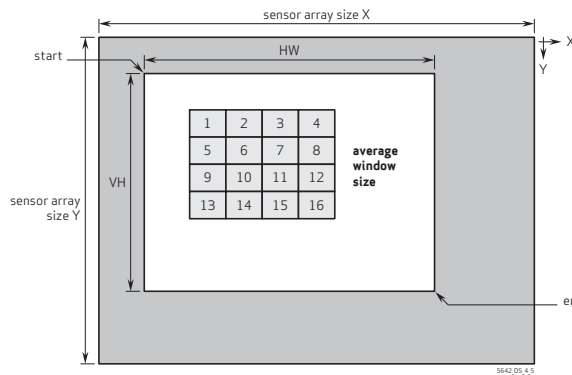 sensor array size X
X
start
HW
Y
1 2 3 4
5 6 7 8
9 10 11 12
13 14 15 16
average
window
size
VH
sensor array
size Y
5642_DS_4_5